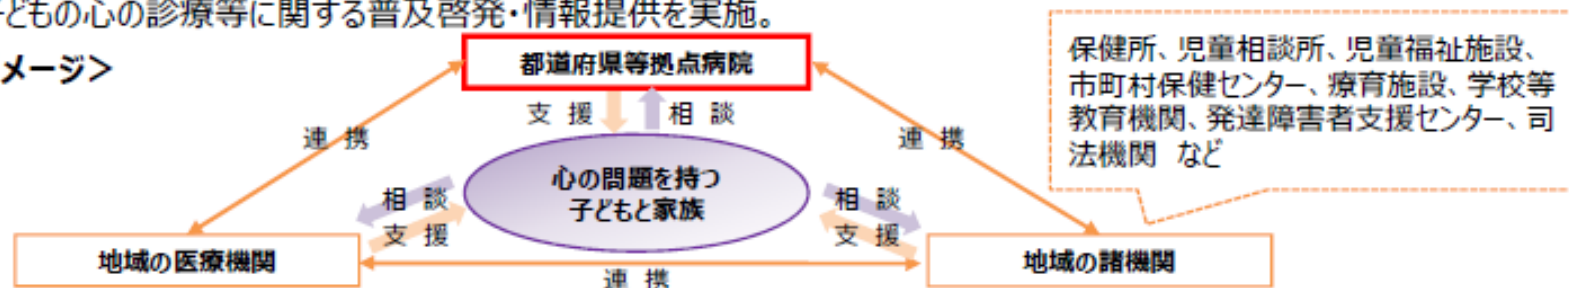 子どもの心の診療等に関する普及啓発・情報提供を実施。
メージ＞
都道府県等拠点病院
支 援
相 談
連 携
連 携
心の問題を持つ
子どもと家族
相 談
支 援
相 談
支 援
地域の医療機関
連 携
地域の諸機関
保健所、児童相談所、児童福祉施設、
市町村保健センター、療育施設、学校等
教育機関、発達障害者支援センター、司
法機関 など